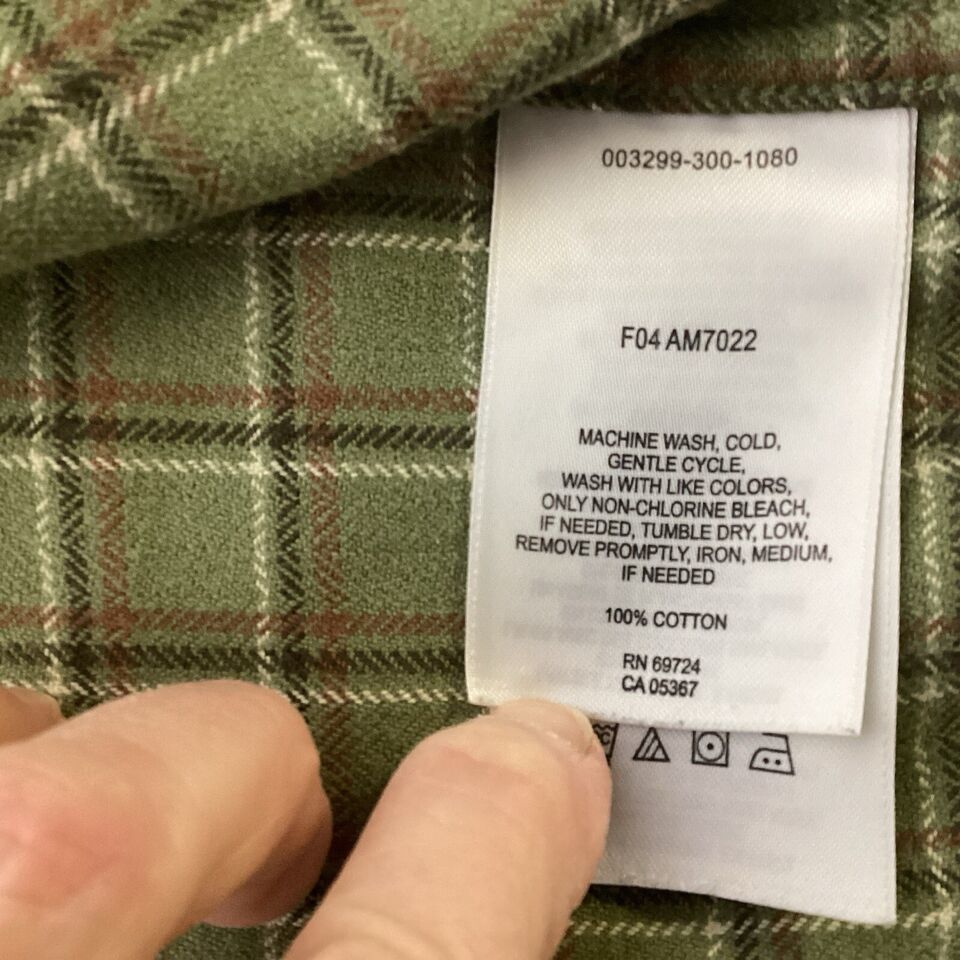 003299-300-1080
F04 AM7022
MACHINE WASH, COLD,
GENTLE CYCLE,
WASH WITH LIKE COLORS,
ONLY NON-CHLORINE BLEACH,
IF NEEDED, TUMBLE DRY, LOW,
REMOVE PROMPTLY, IRON, MEDIUM,
IF NEEDED
100% COTTON
RN 69724
CA 05367